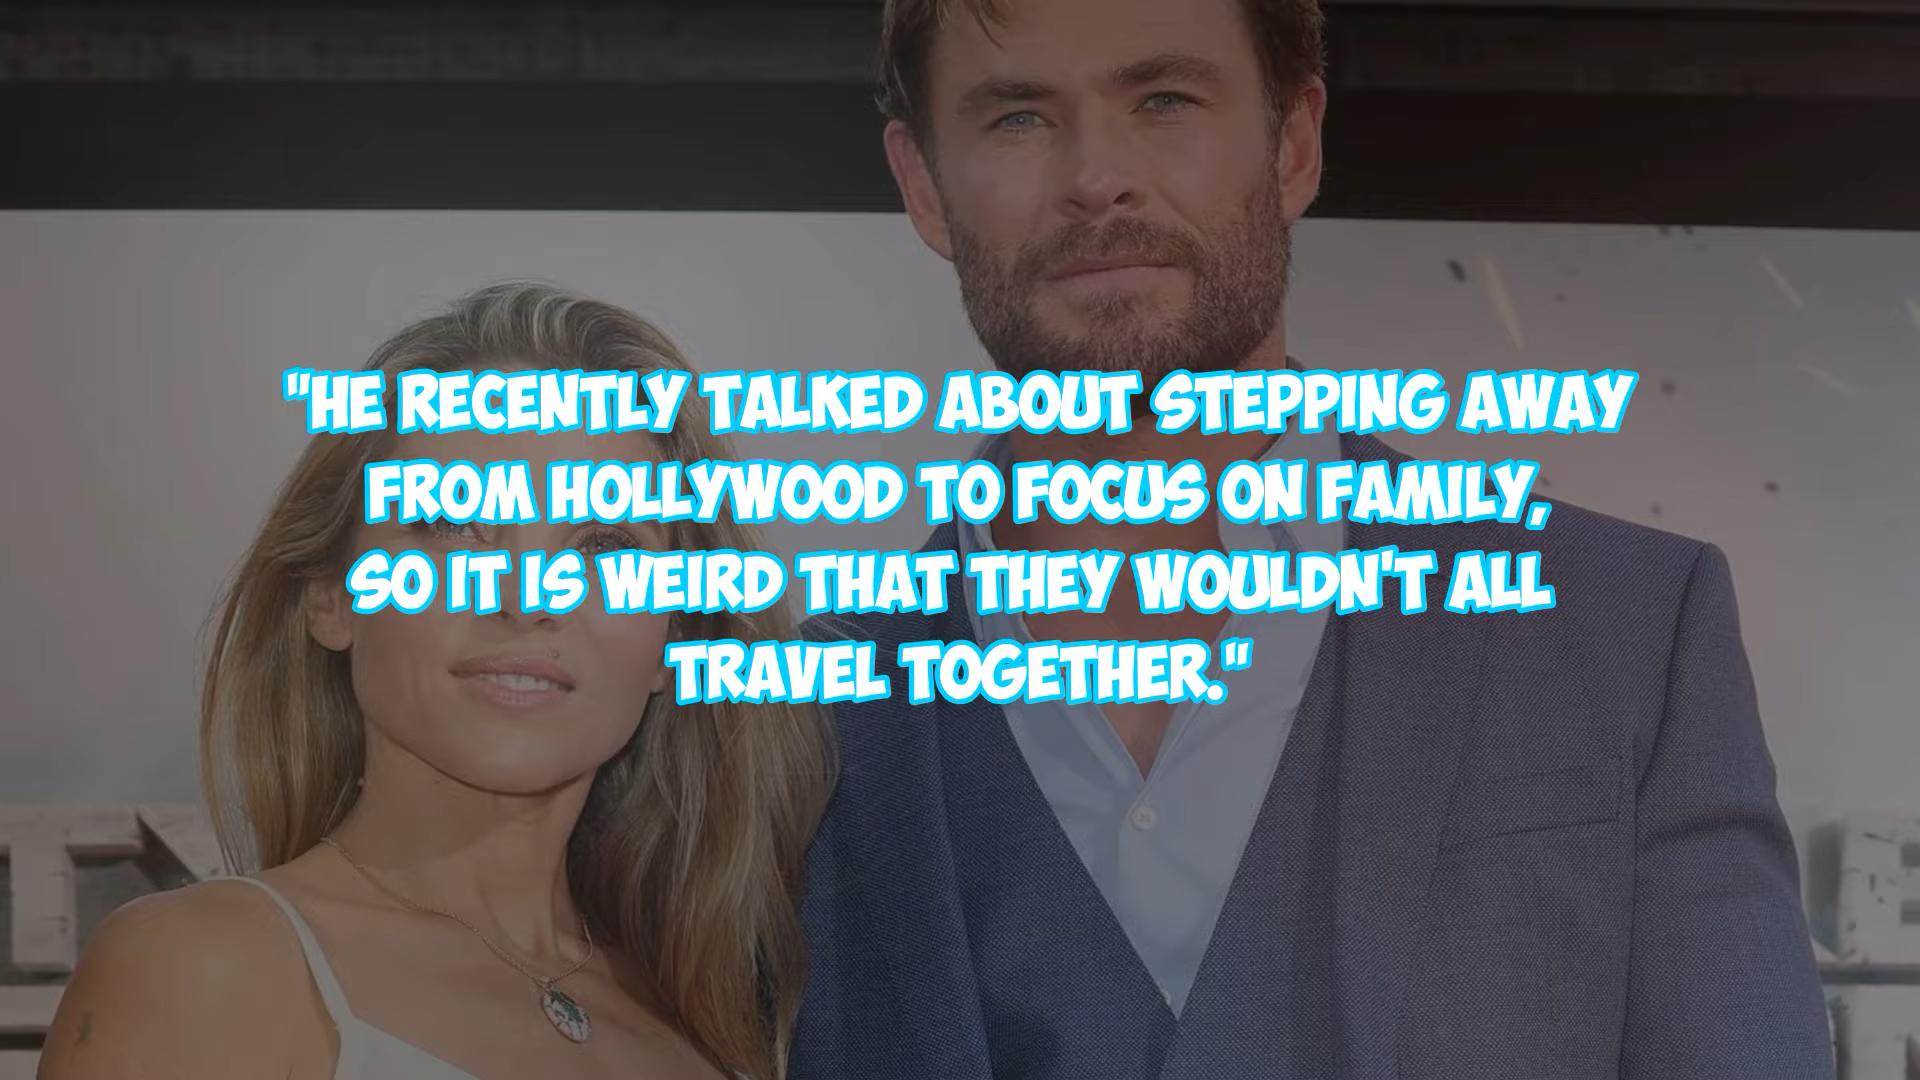 "HE RECENTLY TALKED ABOUT STEPPING AWAY
FROM HOLLYWOOD TO FOCUS ON FAMILY,
SO IT IS WEIRD THAT THEY WOULDN'T ALL
TRAVEL TOGETHER."